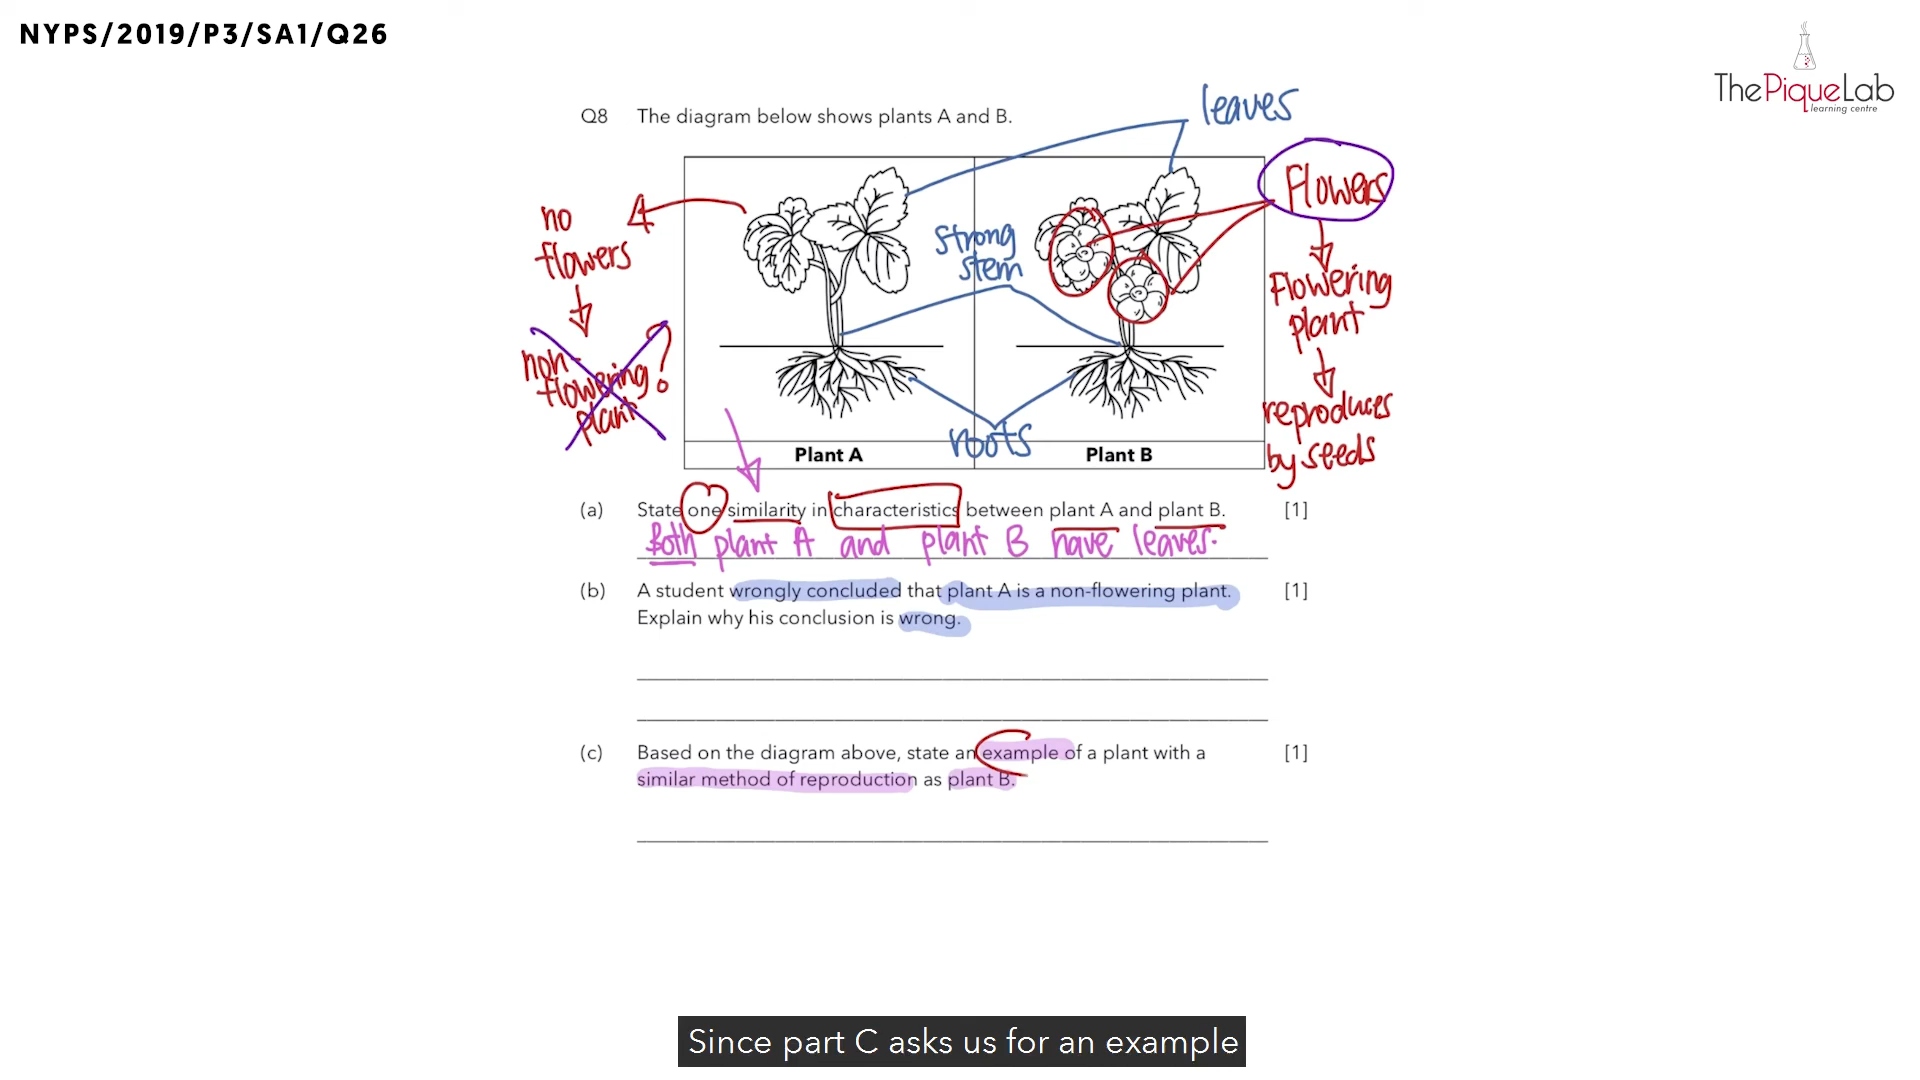 NYPS/2019/P3/SA1/Q26
ThePiqueLab
learning centre
Q8 The diagram below shows plants A and B.
leaves
Flowers
no
flowers
strong
stem
Flowering
plant
non-
flowering?
plant
reproduces
by seeds
roots
Plant A
Plant B
(a) State one similarity in characteristics between plant A and plant B. [1]
Both plant A and plant B have leaves.
(b) A student wrongly concluded that plant A is a non-flowering plant. [1]
Explain why his conclusion is wrong.
(c) Based on the diagram above, state an example of a plant with a [1]
similar method of reproduction as plant B.
Since part C asks us for an example